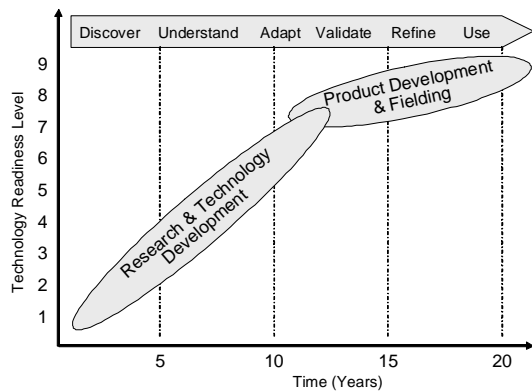 Discover Understand Adapt Validate Refine Use
9
8
7
6
5
4
3
2
1
Technology Readiness Level
Product Development
& Fielding
Research & Technology
Development
5 10 15 20
Time (Years)